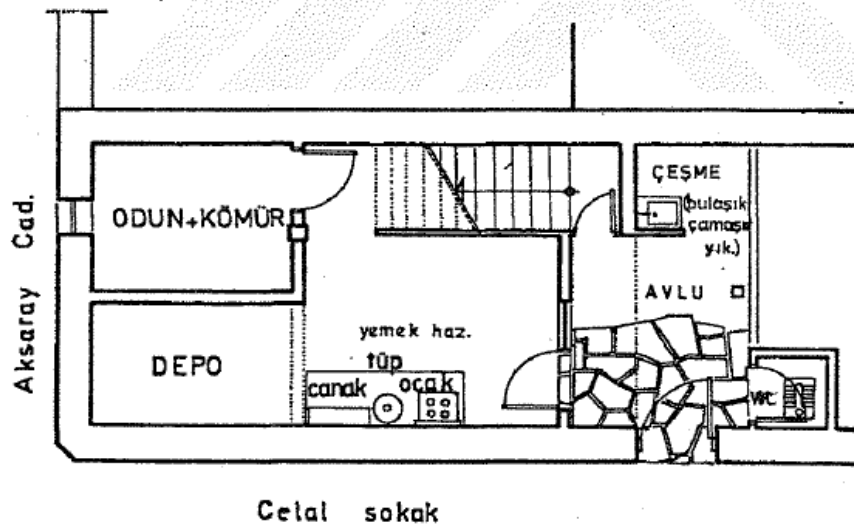 ODUN+KÖMÜR
ÇEŞME
(bulaşık
çamaşır
yık.)
AVLU
Aksaray Cad.
DEPO
yemek haz.
tüp
canak
ocak
WC
Celal sokak